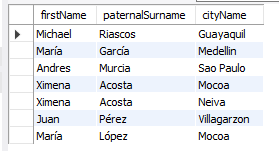 firstName paternalSurname cityName
Michael Riascos Guayaquil
María García Medellin
Andres Murcia Sao Paulo
Ximena Acosta Mocoa
Ximena Acosta Neiva
Juan Pérez Villagarzon
María López Mocoa